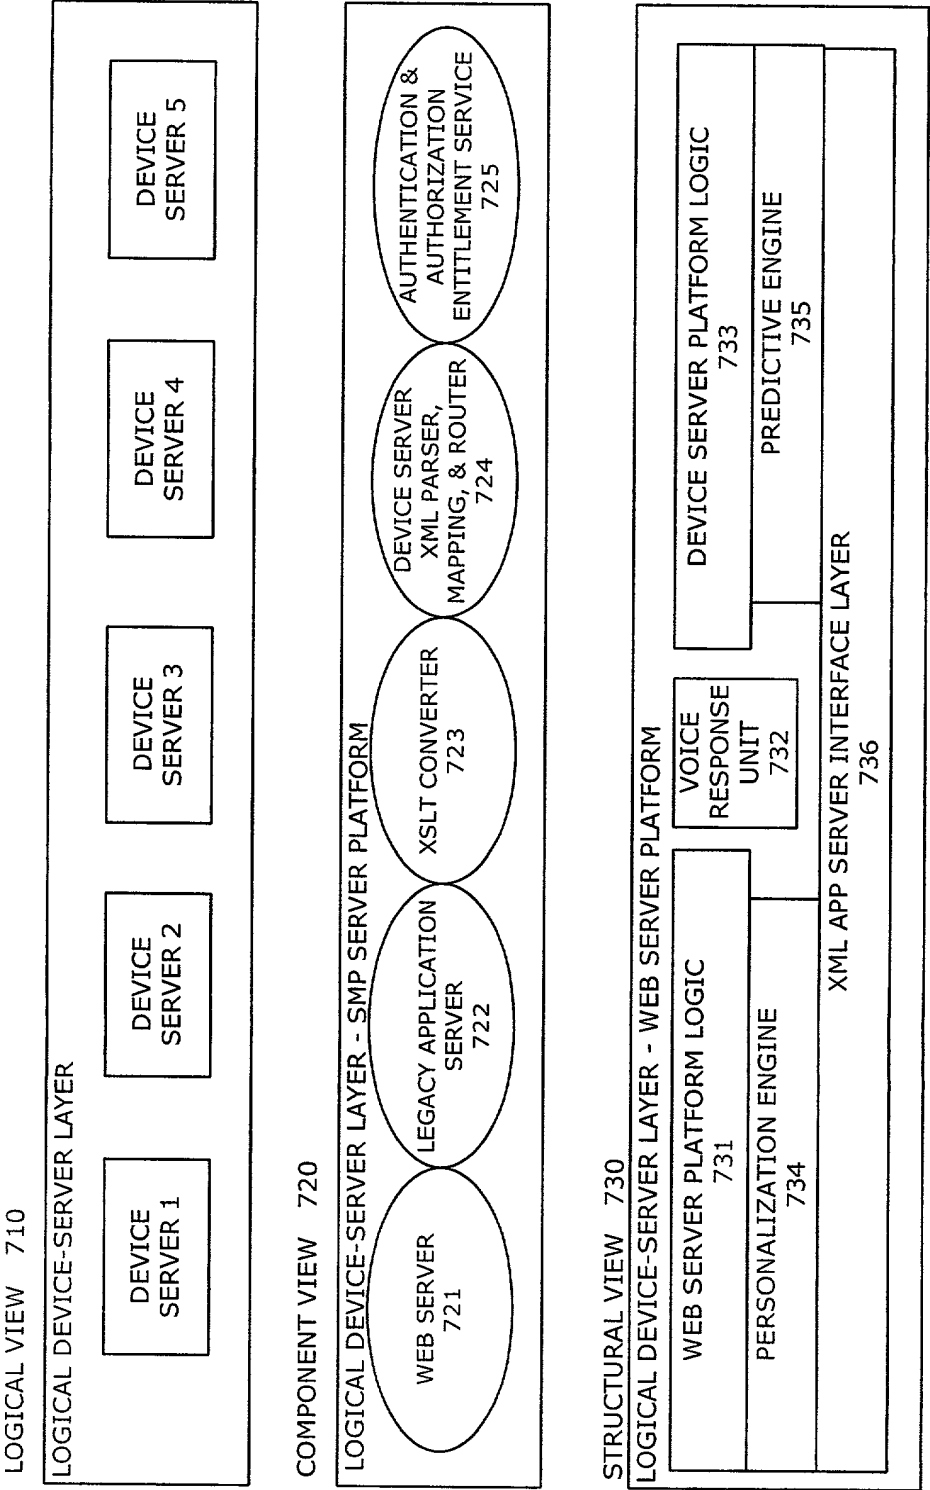 LOGICAL VIEW 710
LOGICAL DEVICE-SERVER LAYER
DEVICE
SERVER 1
DEVICE
SERVER 2
DEVICE
SERVER 3
DEVICE
SERVER 4
DEVICE
SERVER 5
COMPONENT VIEW 720
LOGICAL DEVICE-SERVER LAYER - SMP SERVER PLATFORM
WEB SERVER
721
LEGACY APPLICATION
SERVER
722
XSLT CONVERTER
723
DEVICE SERVER
XML PARSER,
MAPPING, & ROUTER
724
AUTHENTICATION &
AUTHORIZATION
ENTITLEMENT SERVICE
725
STRUCTURAL VIEW 730
LOGICAL DEVICE-SERVER LAYER - WEB SERVER PLATFORM
WEB SERVER PLATFORM LOGIC
731
VOICE
RESPONSE
UNIT
732
DEVICE SERVER PLATFORM LOGIC
733
PERSONALIZATION ENGINE
734
PREDICTIVE ENGINE
735
XML APP SERVER INTERFACE LAYER
736